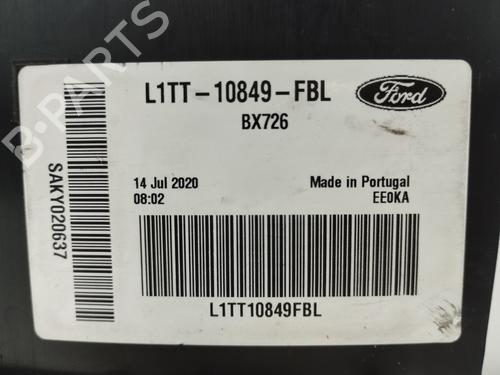 L1TT-10849-FBL
Ford
BX726
14 Jul 2020
Made in Portugal
08:02
EE0KA
SAKY020637
L1TT10849FBL
B-PARTS